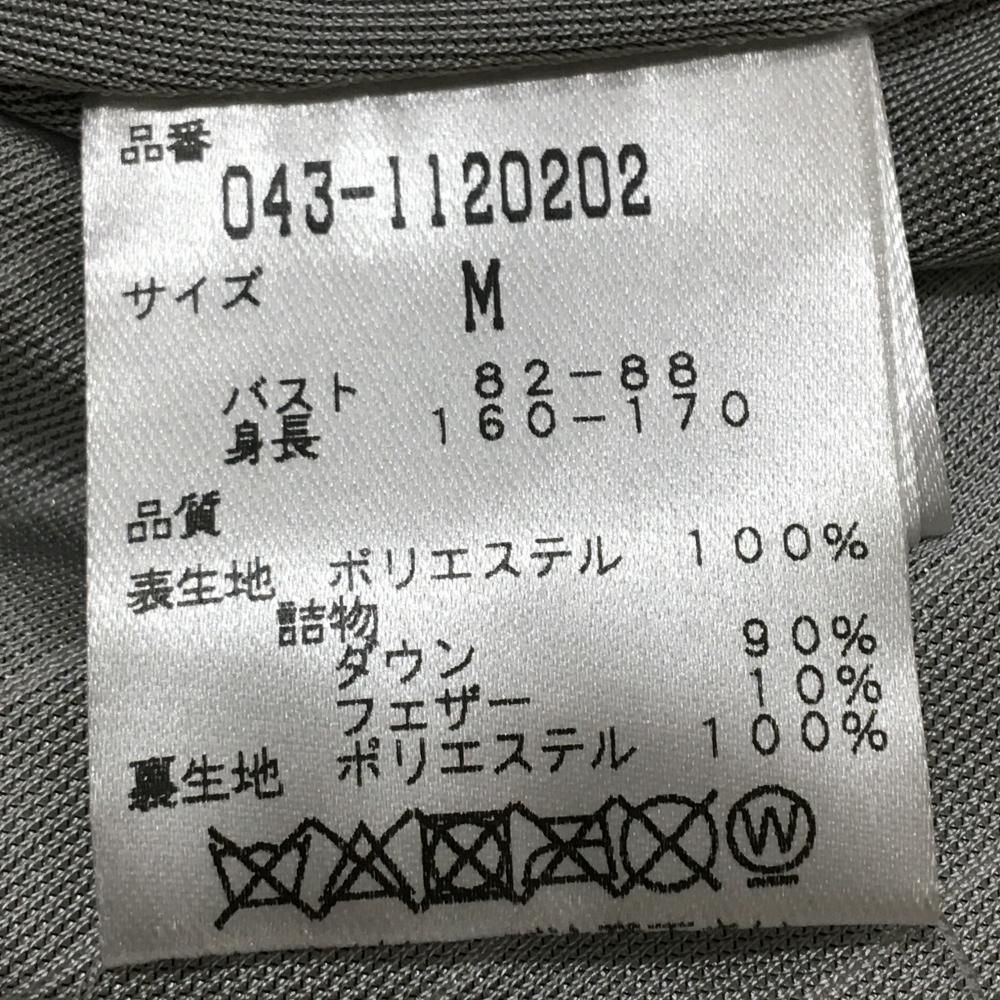 品番
043-1120202
サイズ M
バスト 82-88
身長 160-170
品質
表生地 ポリエステル 100%
詰物
ダウン 90%
フェザー 10%
裏生地 ポリエステル 100%
W